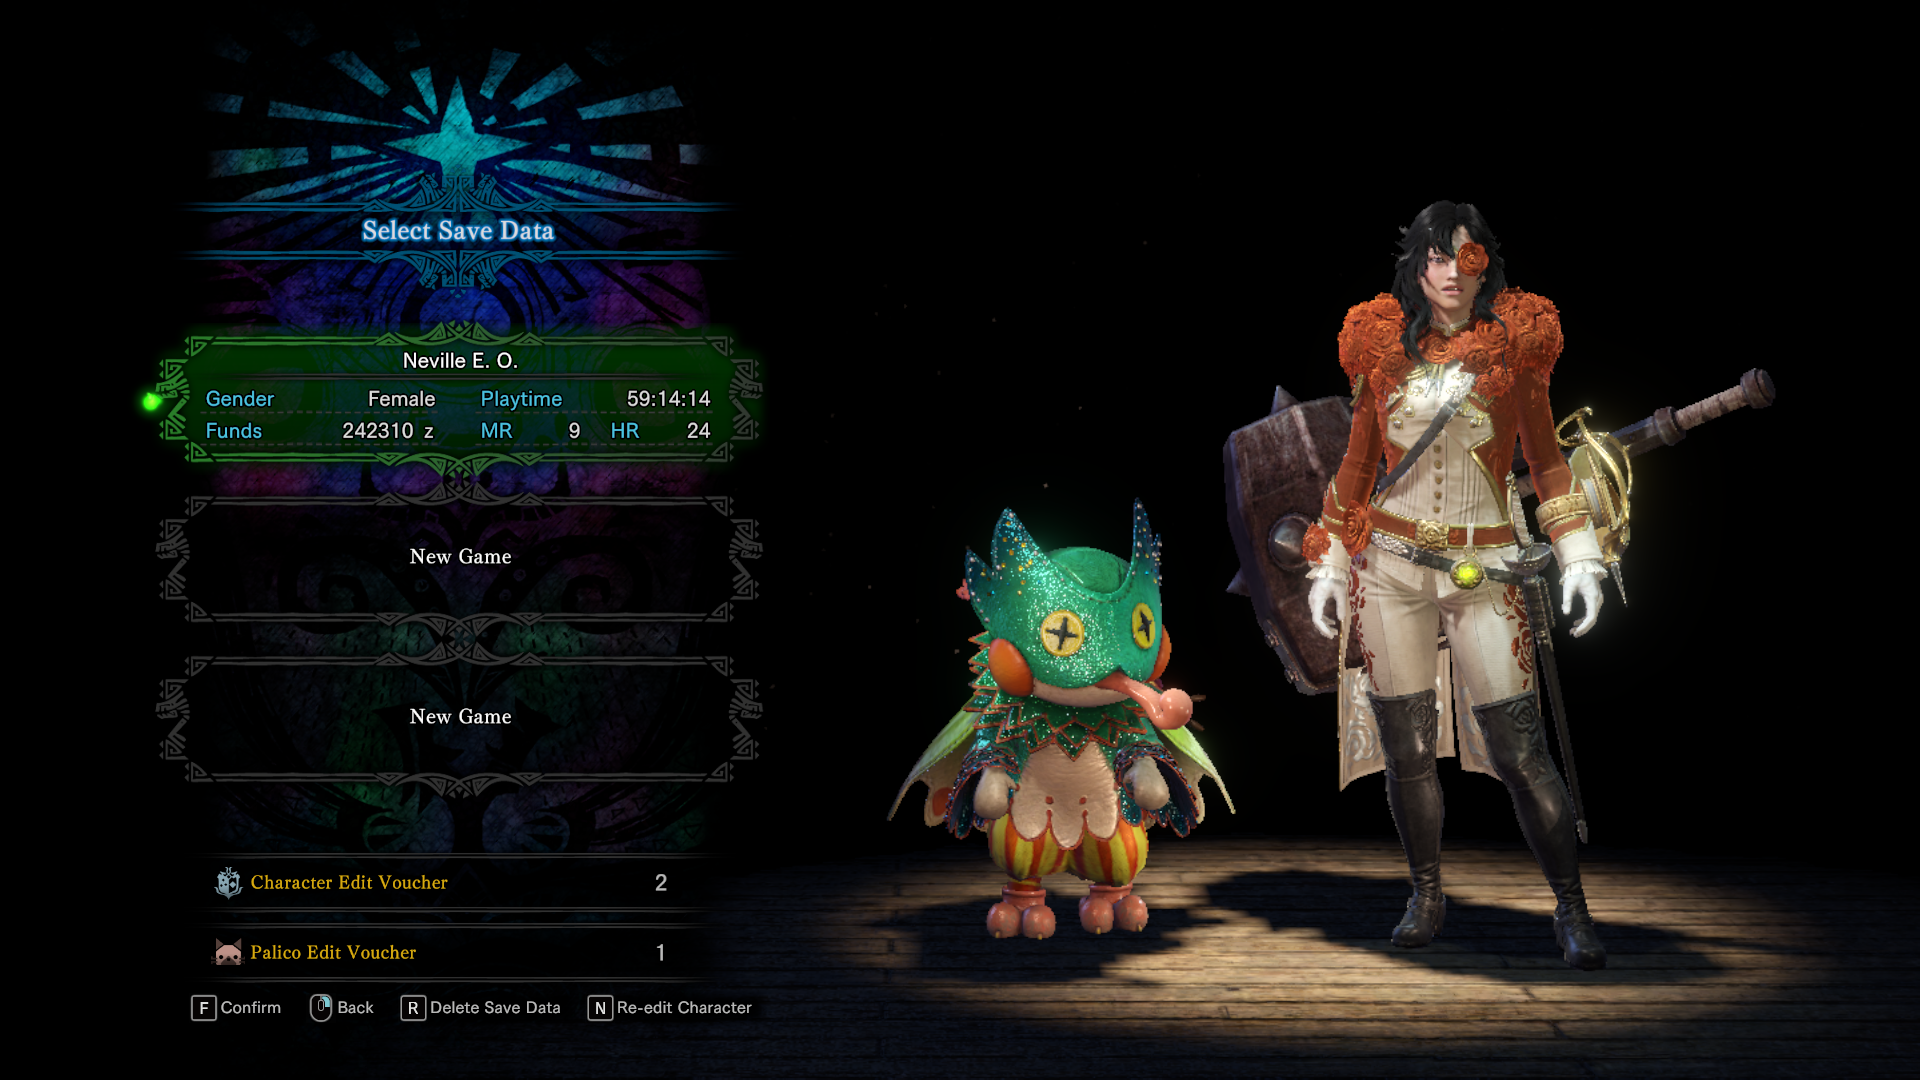 Select Save Data
Neville E. O.
Gender Female Playtime 59:14:14
Funds 242310 z MR 9 HR 24
New Game
New Game
Character Edit Voucher 2
Palico Edit Voucher 1
F Confirm Back R Delete Save Data N Re-edit Character